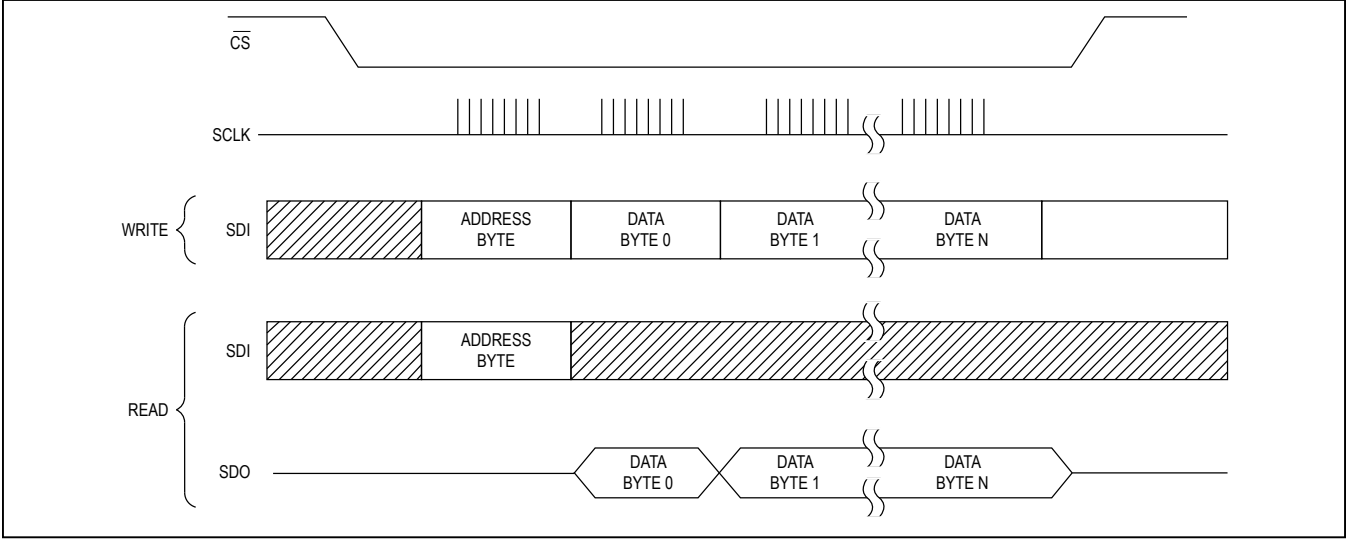 CS
SCLK
WRITE
SDI
ADDRESS
BYTE
DATA
BYTE 0
DATA
BYTE 1
DATA
BYTE N
READ
SDI
ADDRESS
BYTE
SDO
DATA
BYTE 0
DATA
BYTE 1
DATA
BYTE N